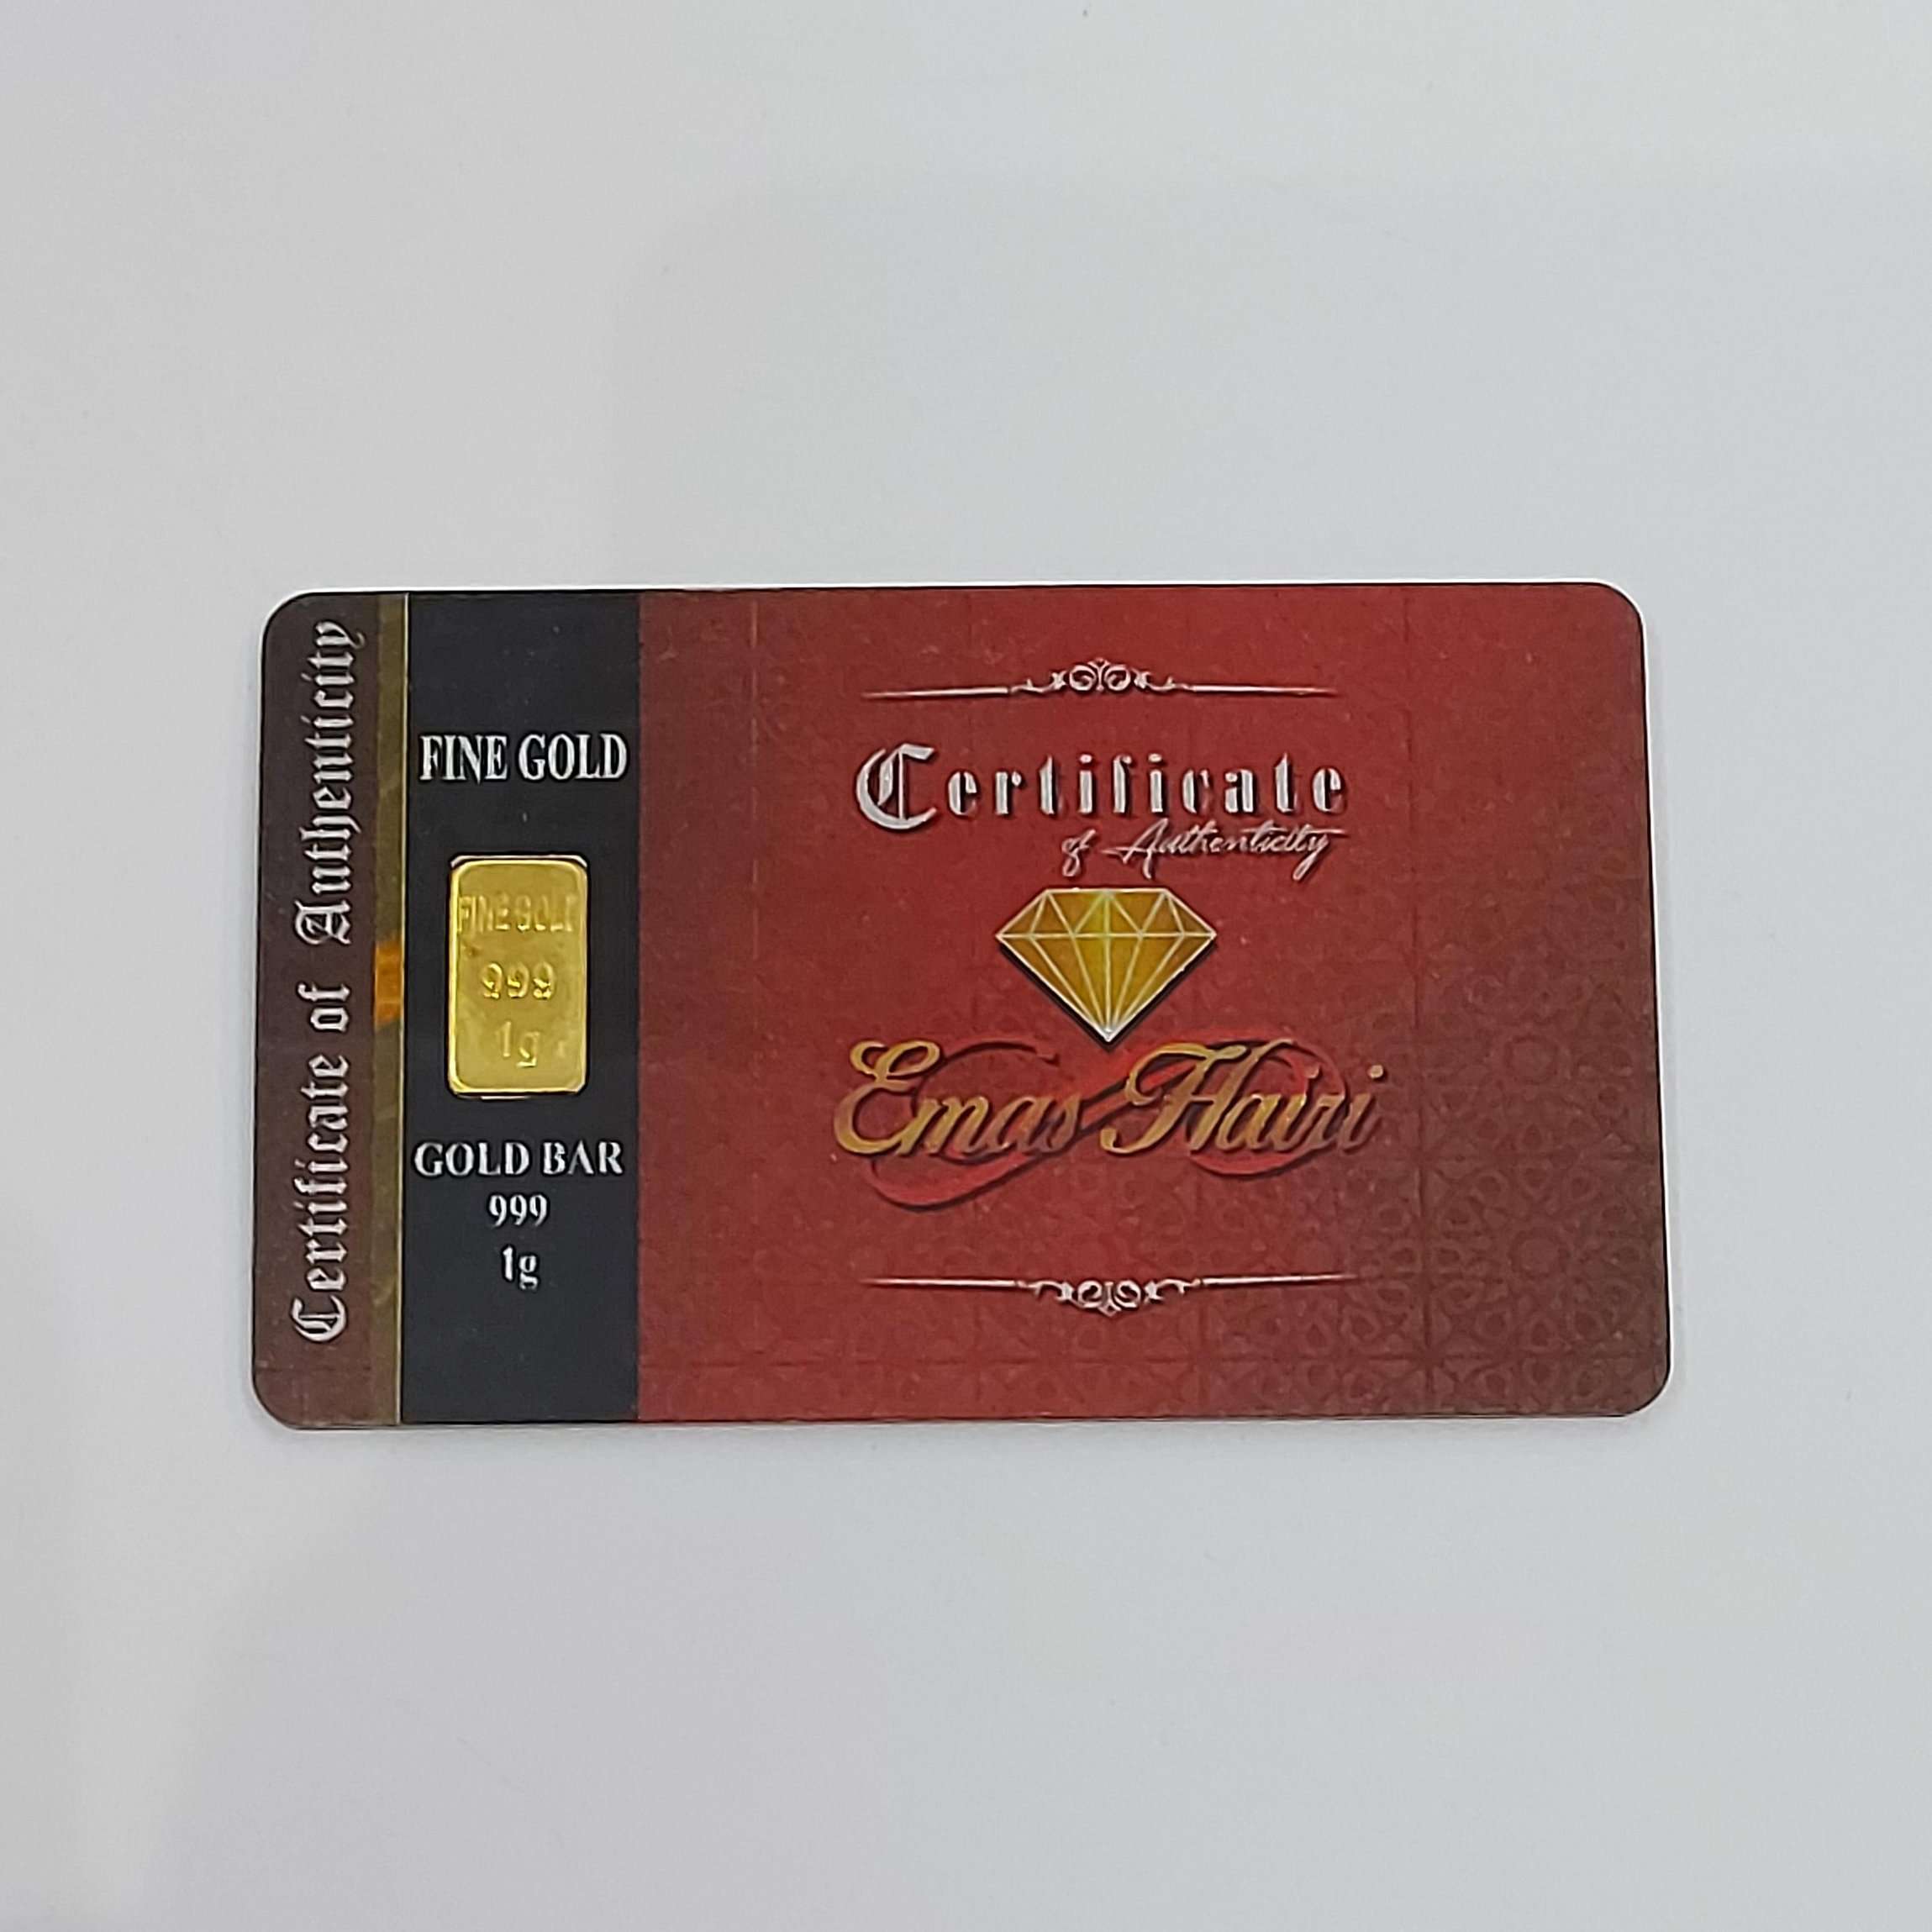 Certificate of Authenticity
FINE GOLD
FINE GOLD
999
1g
GOLD BAR
999
1g
Certificate
of Authenticity
Emas Hairi